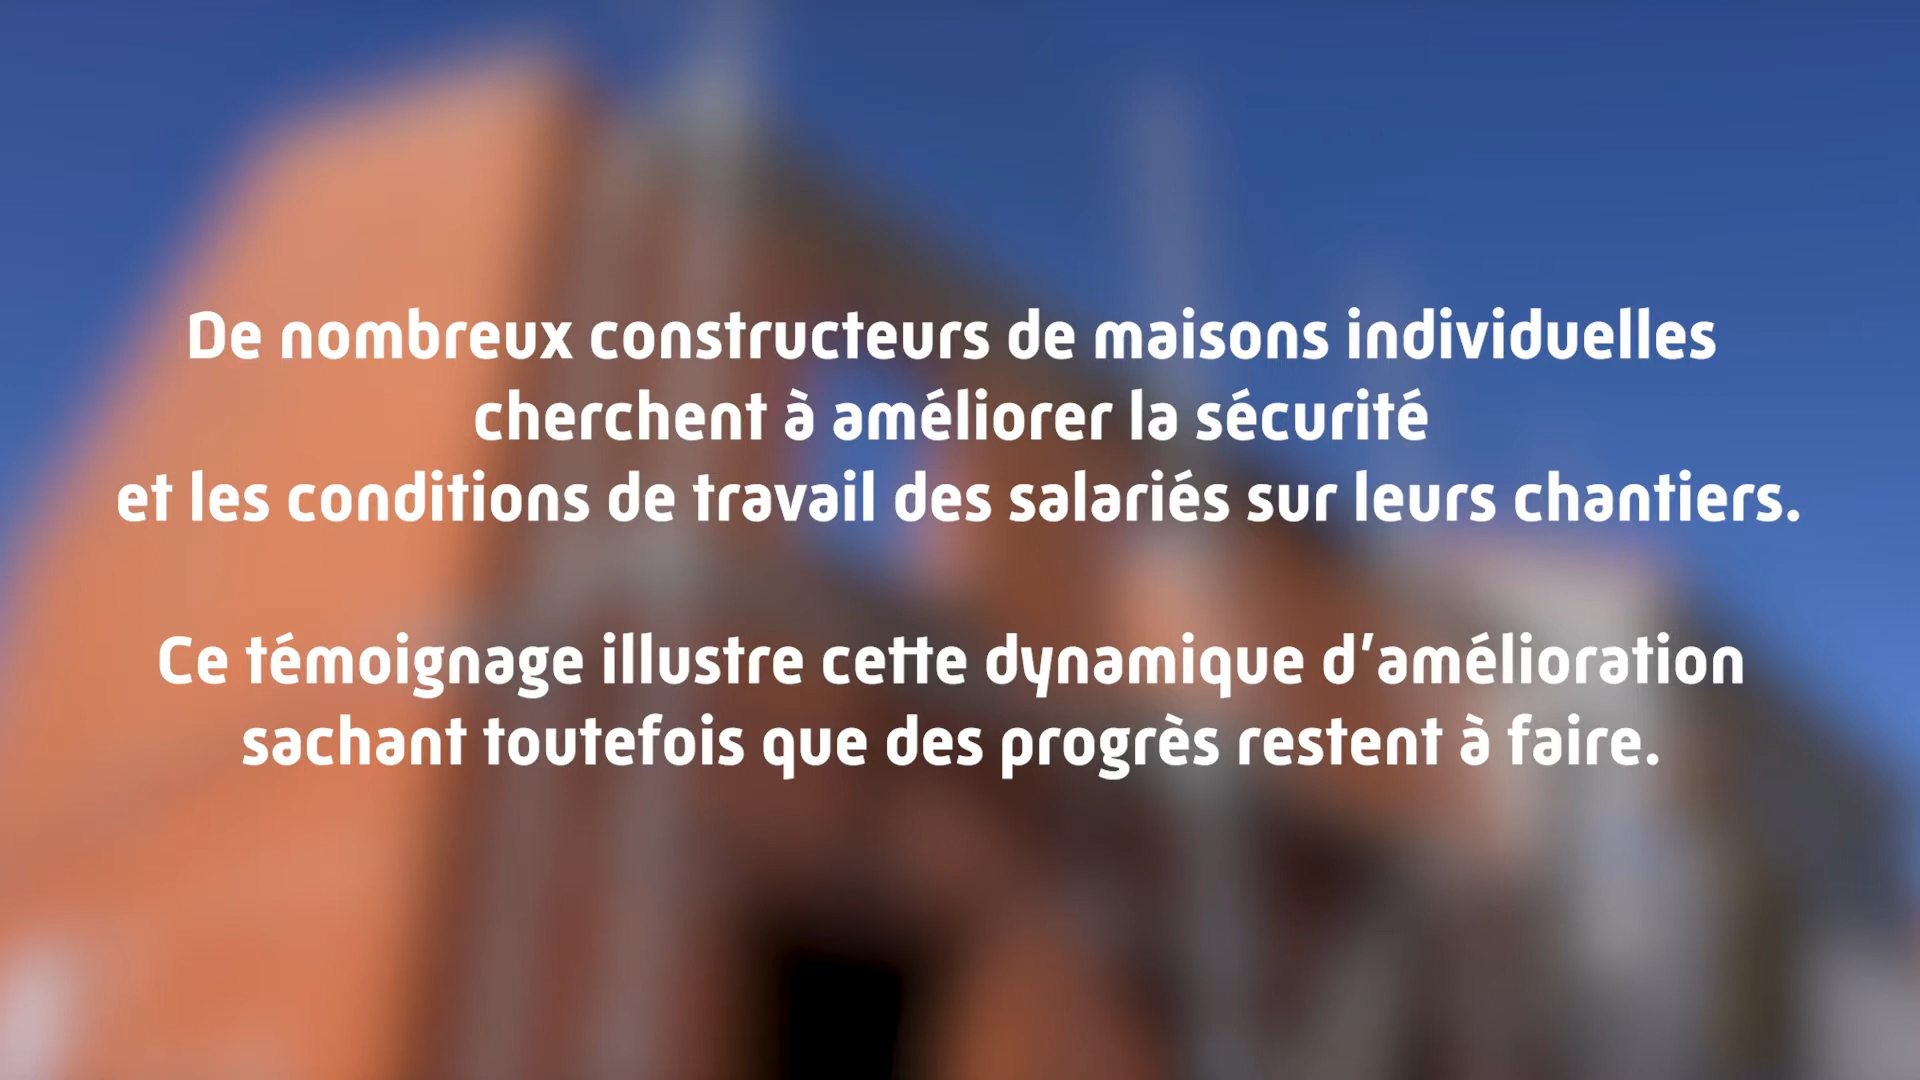 De nombreux constructeurs de maisons individuelles
cherchent à améliorer la sécurité
et les conditions de travail des salariés sur leurs chantiers.
Ce témoignage illustre cette dynamique d'amélioration
sachant toutefois que des progrès restent à faire.